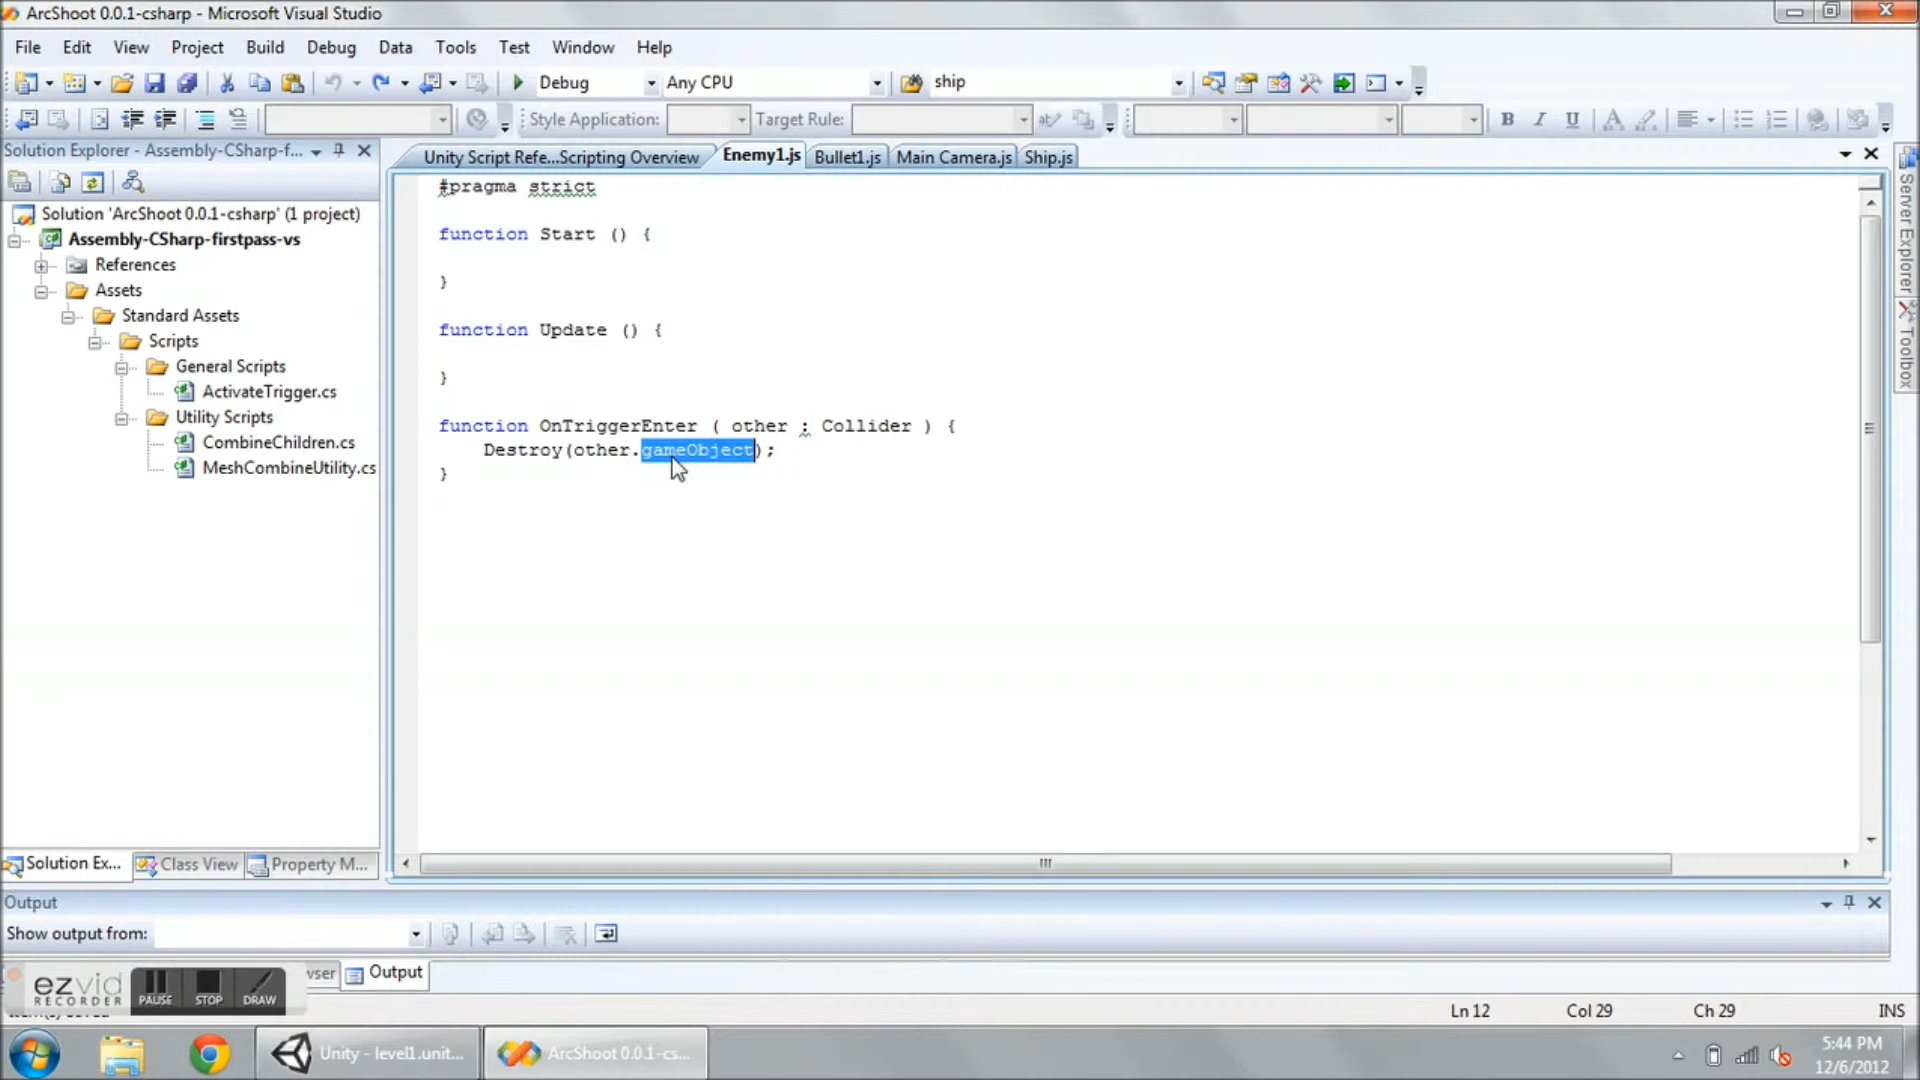 ArcShoot 0.0.1-csharp - Microsoft Visual Studio
File Edit View Project Build Debug Data Tools Test Window Help
Debug Any CPU ship
Style Application: Target Rule: B I U A
Solution Explorer - Assembly-CSharp-f...
Unity Script Refe...Scripting Overview Enemy1.js Bullet1.js Main Camera.js Ship.js
Solution 'ArcShoot 0.0.1-csharp' (1 project)
Assembly-CSharp-firstpass-vs
References
Assets
Standard Assets
Scripts
General Scripts
ActivateTrigger.cs
Utility Scripts
CombineChildren.cs
MeshCombineUtility.cs
#pragma strict
function Start () {
}
function Update () {
}
function OnTriggerEnter ( other : Collider ) {
Destroy(other.gameObject);
}
Server Explorer
Toolbox
Solution Ex... Class View Property M...
Output
Show output from:
wser Output
ezvid
RECORDER
PAUSE STOP DRAW
Ln 12 Col 29 Ch 29 INS
Unity - level1.unit... ArcShoot 0.0.1-cs...
5:44 PM
12/6/2012